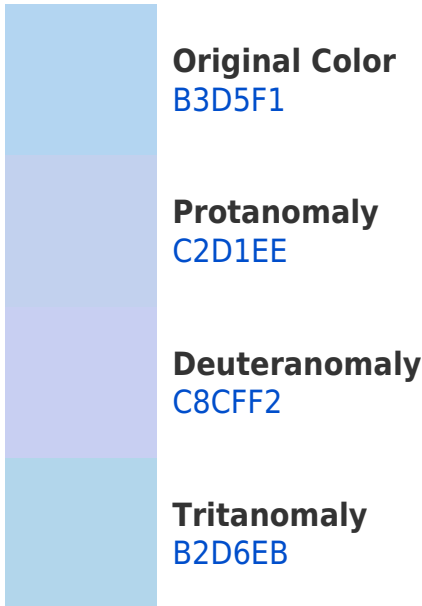 Original Color
B3D5F1
Protanomaly
C2D1EE
Deuteranomaly
C8CFF2
Tritanomaly
B2D6EB